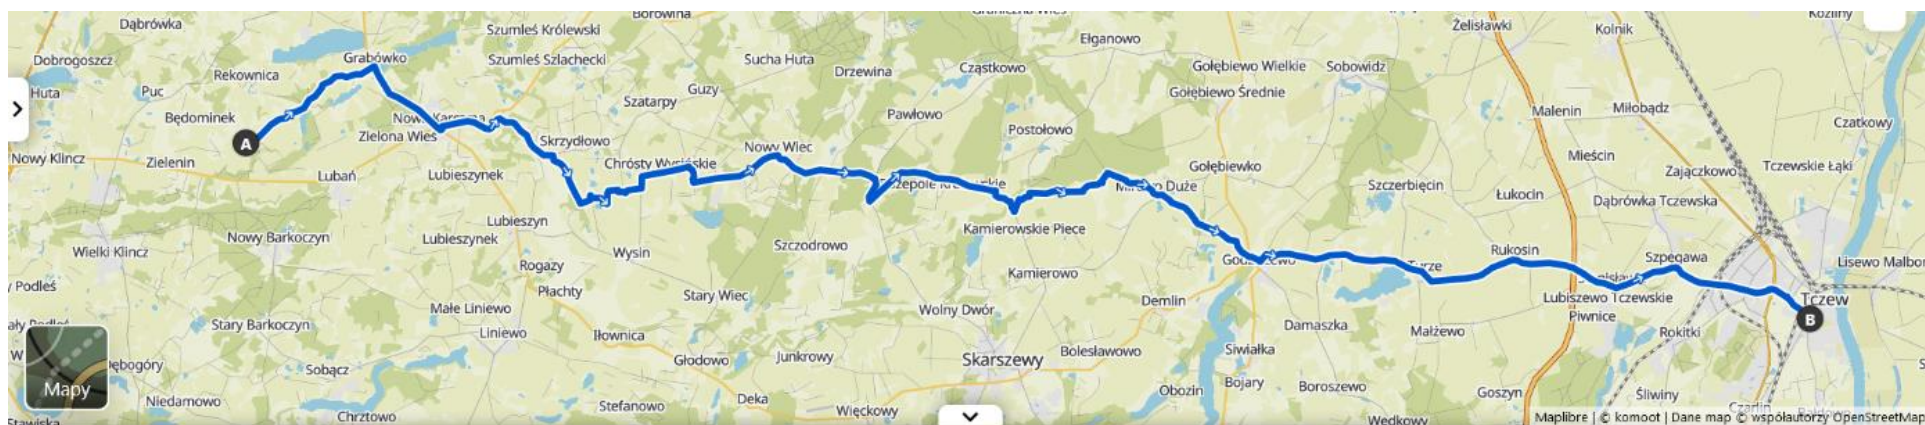 Dąbrówka
Szumleś Królewski
Żelisławki
Kolnik
Ełganowo
Dobrogoszcz
Grabówko
Szumleś Szlachecki
Sucha Huta
Drzewina
Cząstkowo
Gołębiewo Wielkie
Sobowidz
Rekownica
Huta
Puc
Guzy
Szatarpy
Gołębiewo Średnie
Malenin
Miłobądz
Będominek
Pawłowo
Czatkowy
A
Zielona Wieś
Skrzydłowo
Postołowo
Nowy Wiec
Nowy Klincz
Zielenin
Chrósty Wysińskie
Gołębiewko
Mieścin
Zajączkowo
Tczewskie Łąki
Lubań
Lubieszynek
Szczerbięcin
Łukocin
Dąbrówka Tczewska
Lubieszyn
Kamierowskie Piece
Nowy Barkoczyn
Lubieszynek
Szczodrowo
Wielki Klincz
Wysin
Rukosin
Szpęgawa
Rogazy
Turze
Lisewo Malbor
Kamierowo
y Podleś
Płachty
Stary Wiec
Demlin
Lubiszewo Tczewskie
Tczew
Małe Liniewo
Wolny Dwór
Piwnice
B
Stary Barkoczyn
Liniewo
Iłownica
Damaszka
Małżewo
Rokitki
Głodowo
Junkrowy
Skarszewy
Bolesławowo
Siwiałka
Sobącz
Mapy
Obozin
Bojary
Boroszewo
Goszyn
Śliwiny
Niedamowo
Deka
Stefanowo
Więckowy
Chrztowo
Maplibre | © komoot | Dane map © współautorzy OpenStreetMap